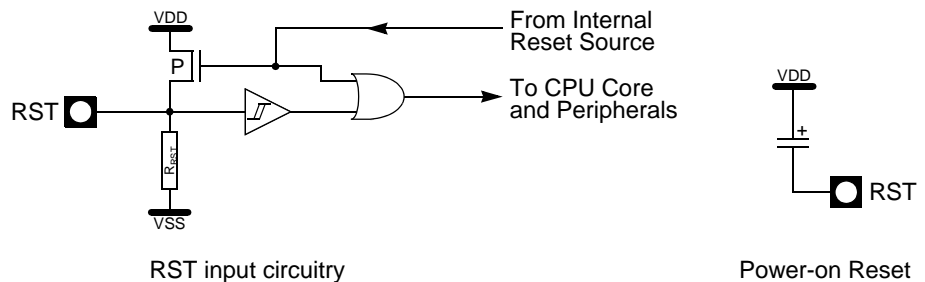 VDD
From Internal
Reset Source
P
To CPU Core
and Peripherals
RST
RRST
VSS
VDD
+
RST
RST input circuitry
Power-on Reset